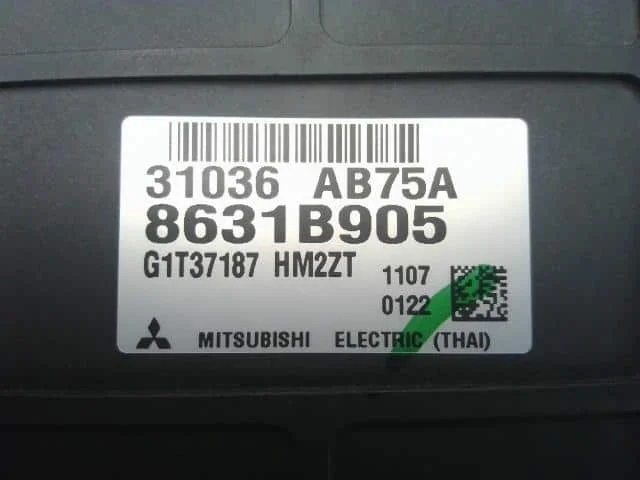 31036 AB75A
8631B905
G1T37187 HM2ZT 1107
0122
MITSUBISHI ELECTRIC (THAI)